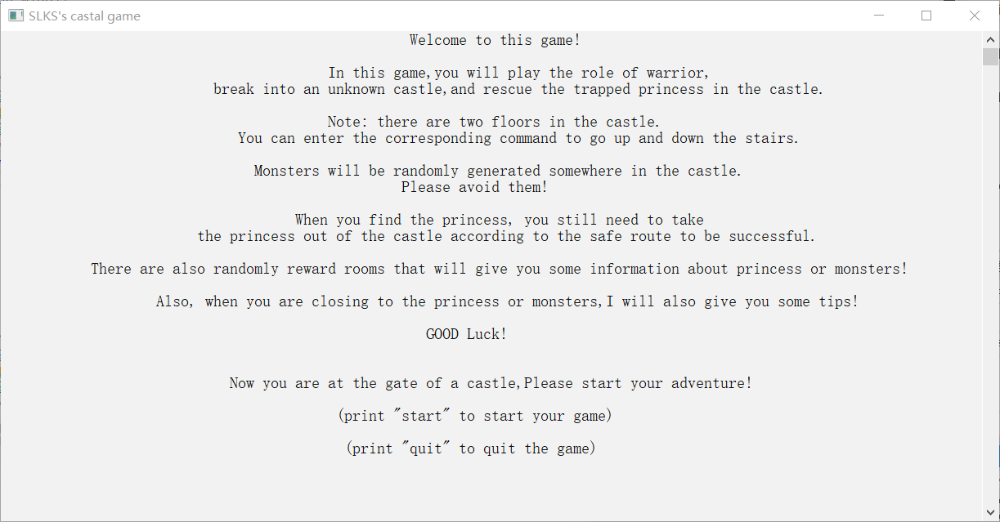 SLKS's castal game
Welcome to this game!
In this game,you will play the role of warrior,
break into an unknown castle,and rescue the trapped princess in the castle.
Note: there are two floors in the castle.
You can enter the corresponding command to go up and down the stairs.
Monsters will be randomly generated somewhere in the castle.
Please avoid them!
When you find the princess, you still need to take
the princess out of the castle according to the safe route to be successful.
There are also randomly reward rooms that will give you some information about princess or monsters!
Also, when you are closing to the princess or monsters,I will also give you some tips!
GOOD Luck!
Now you are at the gate of a castle,Please start your adventure!
(print "start" to start your game)
(print "quit" to quit the game)